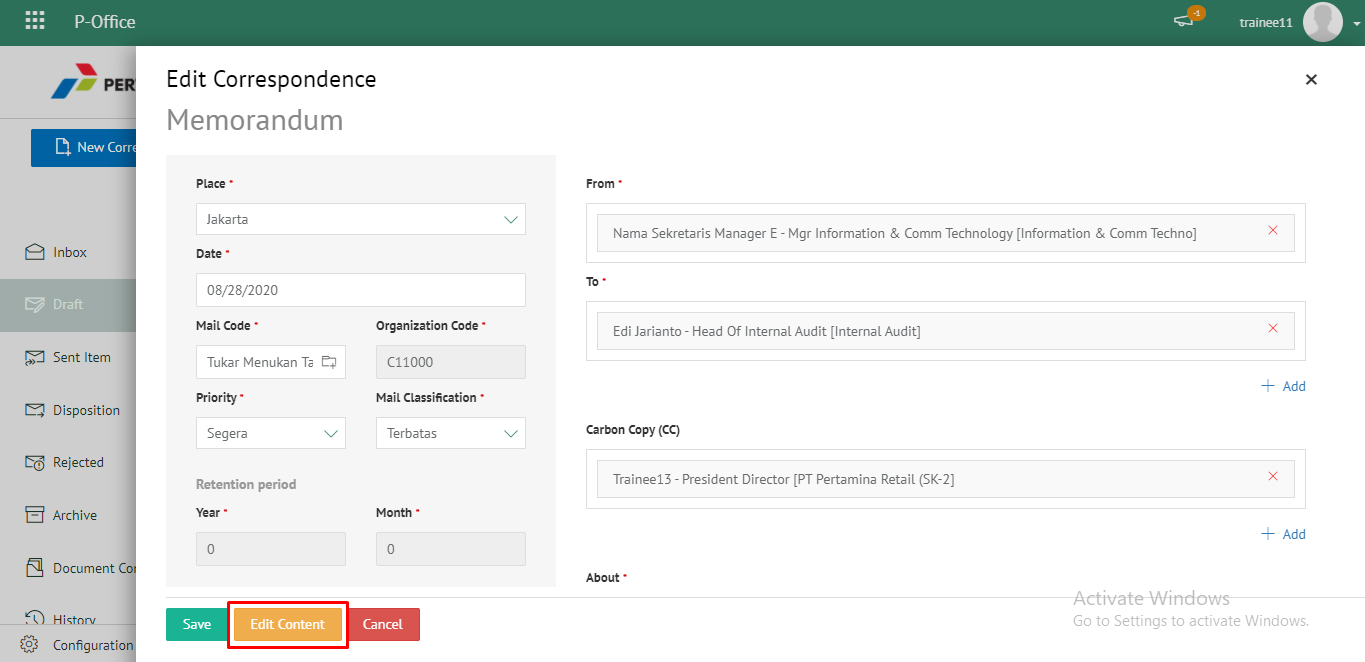 P-Office
-1
trainee11
PER
New Corre
Inbox
Draft
Sent Item
Disposition
Rejected
Archive
Document Co
History
Configuration
Edit Correspondence
Memorandum
Place *
Jakarta
Date *
08/28/2020
Mail Code *
Organization Code *
Tukar Menukan Ta
C11000
Priority *
Mail Classification *
Segera
Terbatas
Retention period
Year *
Month *
0
0
From *
Nama Sekretaris Manager E - Mgr Information & Comm Technology [Information & Comm Techno]
To *
Edi Jarianto - Head Of Internal Audit [Internal Audit]
Add
Carbon Copy (CC)
Trainee13 - President Director [PT Pertamina Retail (SK-2]
Add
About *
Save
Edit Content
Cancel
Activate Windows
Go to Settings to activate Windows.